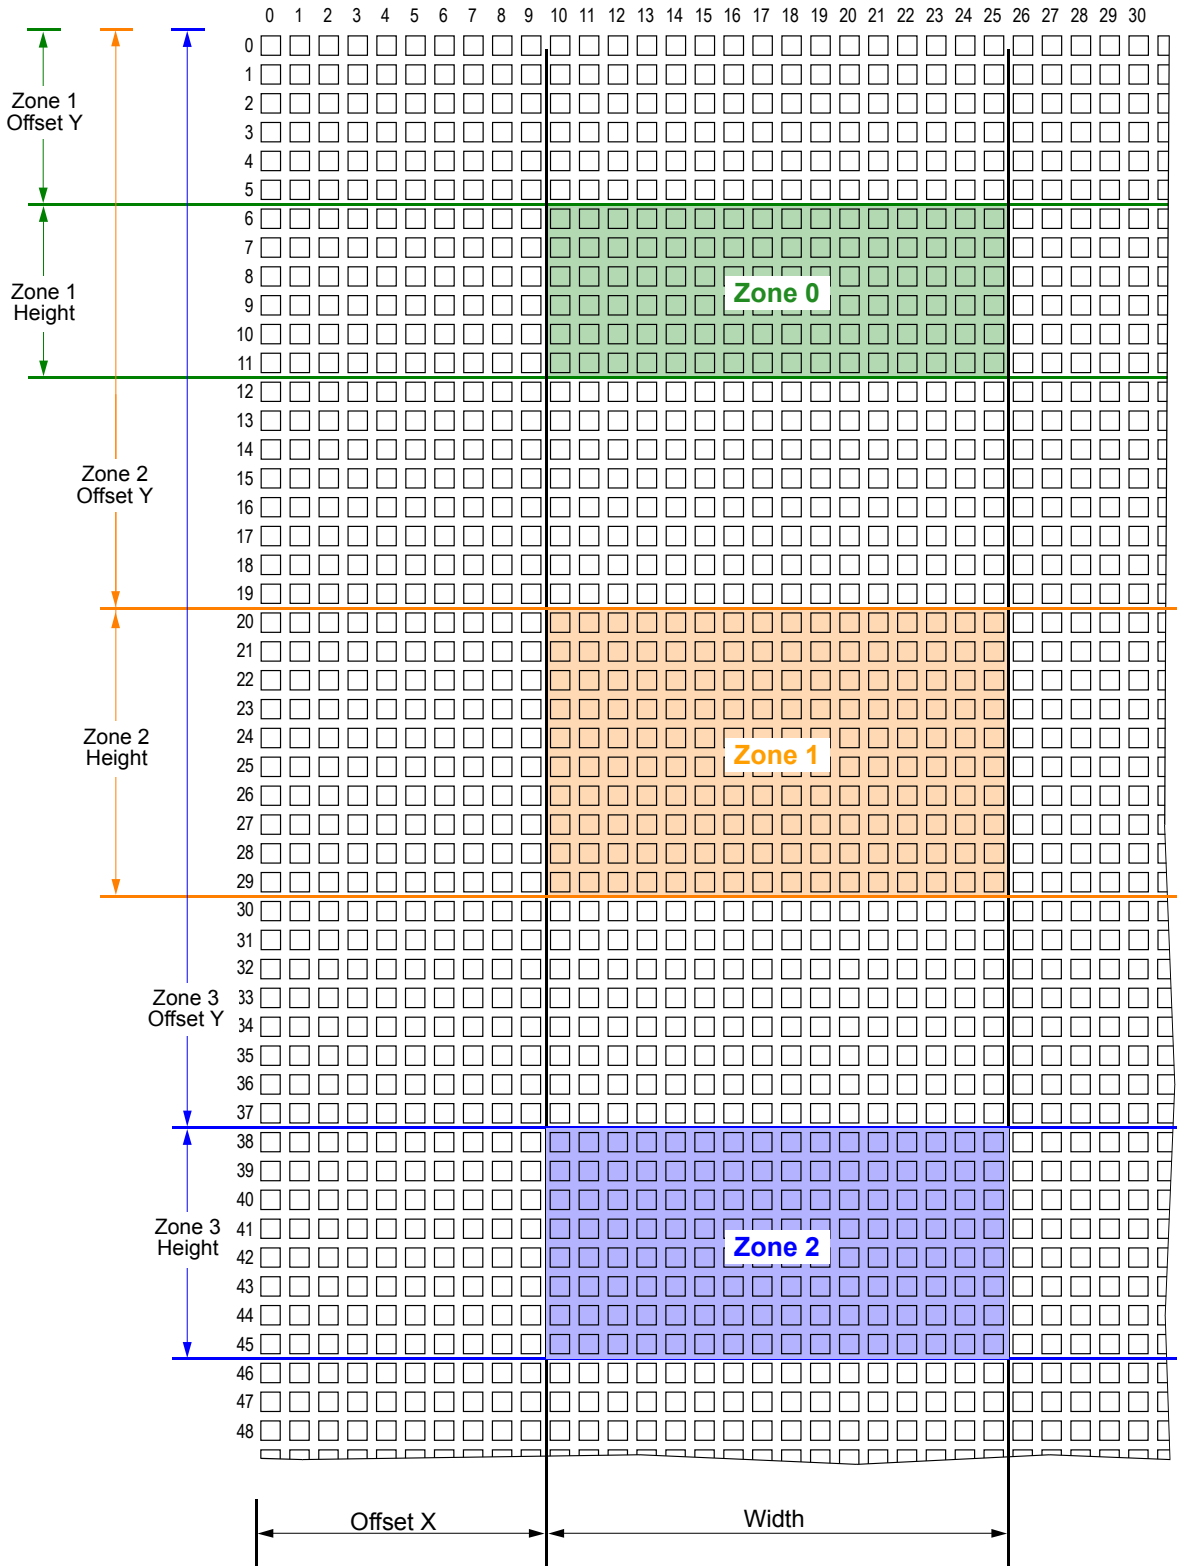 0 1 2 3 4 5 6 7 8 9 10 11 12 13 14 15 16 17 18 19 20 21 22 23 24 25 26 27 28 29 30
0
1
Zone 1
Offset Y
2
3
4
5
6
7
8
Zone 1
Height
Zone 0
9
10
11
12
13
14
Zone 2
Offset Y
15
16
17
18
19
20
21
22
23
24
Zone 2
Height
Zone 1
25
26
27
28
29
30
31
32
33
Zone 3
Offset Y
34
35
36
37
38
39
40
41
Zone 3
Height
Zone 2
42
43
44
45
46
47
48
Offset X
Width